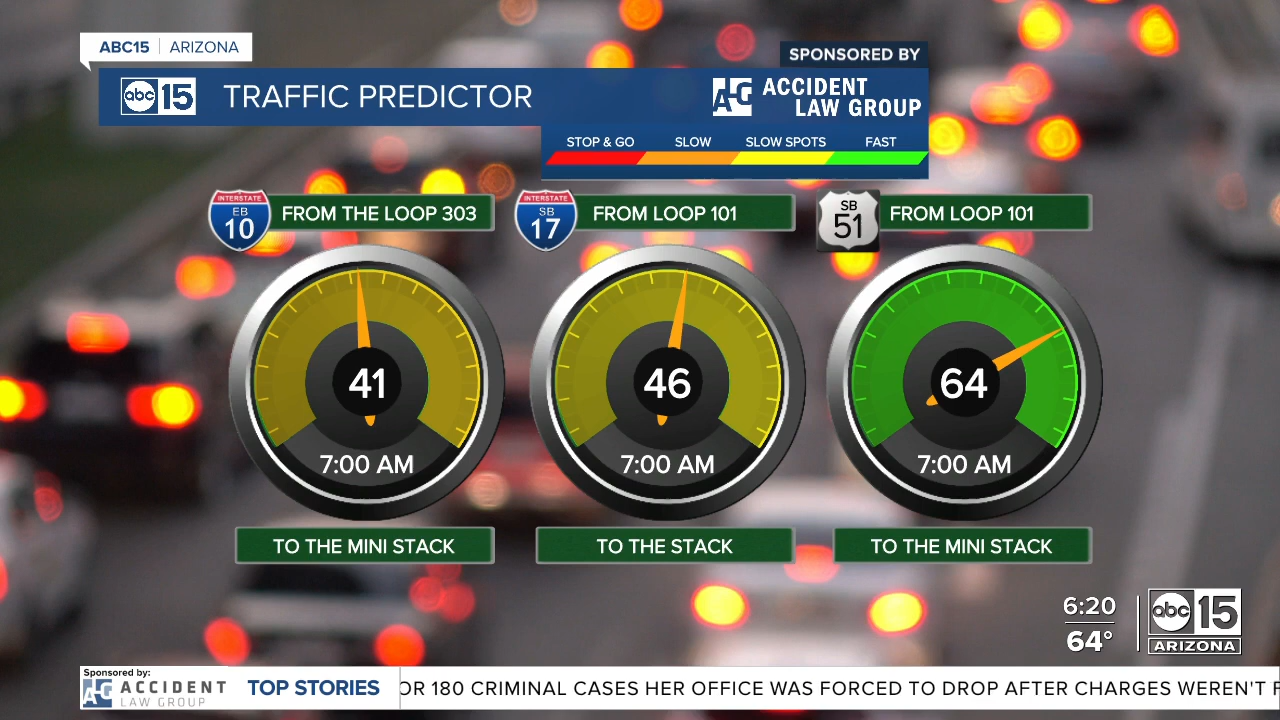 ABC15 | ARIZONA
SPONSORED BY
abc 15 TRAFFIC PREDICTOR
AG ACCIDENT
LAW GROUP
STOP & GO SLOW SLOW SPOTS FAST
INTERSTATE
EB
10
FROM THE LOOP 303
INTERSTATE
SB
17
FROM LOOP 101
SB
51
FROM LOOP 101
41
7:00 AM
46
7:00 AM
64
7:00 AM
TO THE MINI STACK
TO THE STACK
TO THE MINI STACK
6:20
64°
abc 15
ARIZONA
Sponsored by:
AG ACCIDENT
LAW GROUP
TOP STORIES
OR 180 CRIMINAL CASES HER OFFICE WAS FORCED TO DROP AFTER CHARGES WEREN'T